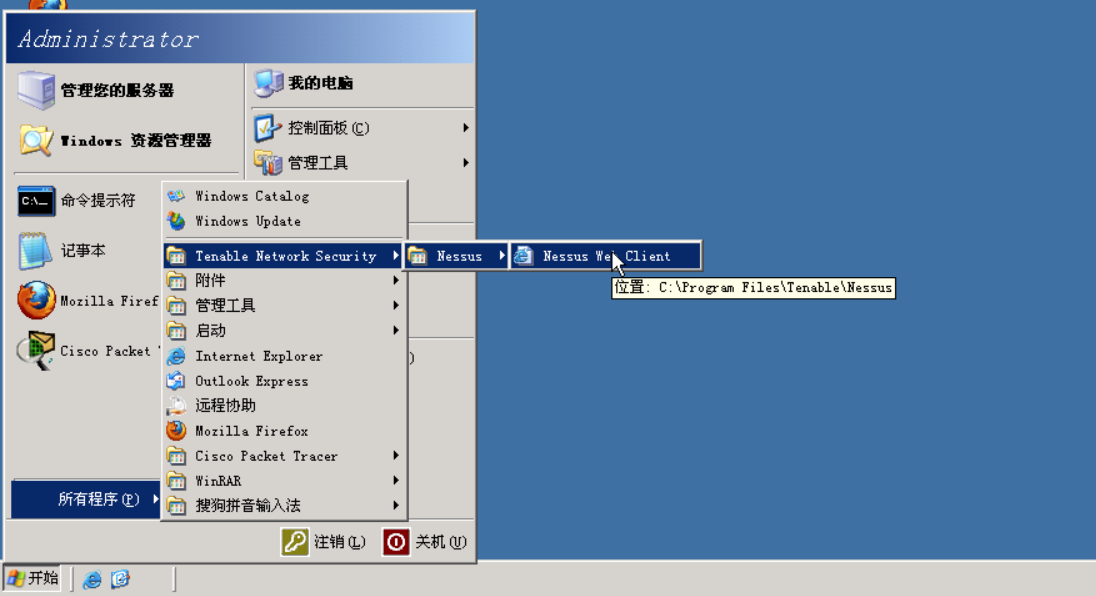 Administrator
管理您的服务器
Windows 资源管理器
命令提示符
记事本
Mozilla Firef
Cisco Packet
所有程序(P)
我的电脑
控制面板(C)
管理工具
Windows Catalog
Windows Update
Tenable Network Security
附件
管理工具
启动
Internet Explorer
Outlook Express
远程协助
Mozilla Firefox
Cisco Packet Tracer
WinRAR
搜狗拼音输入法
Nessus
Nessus We Client
位置: C:\Program Files\Tenable\Nessus
)
注销(L)
关机(U)
开始